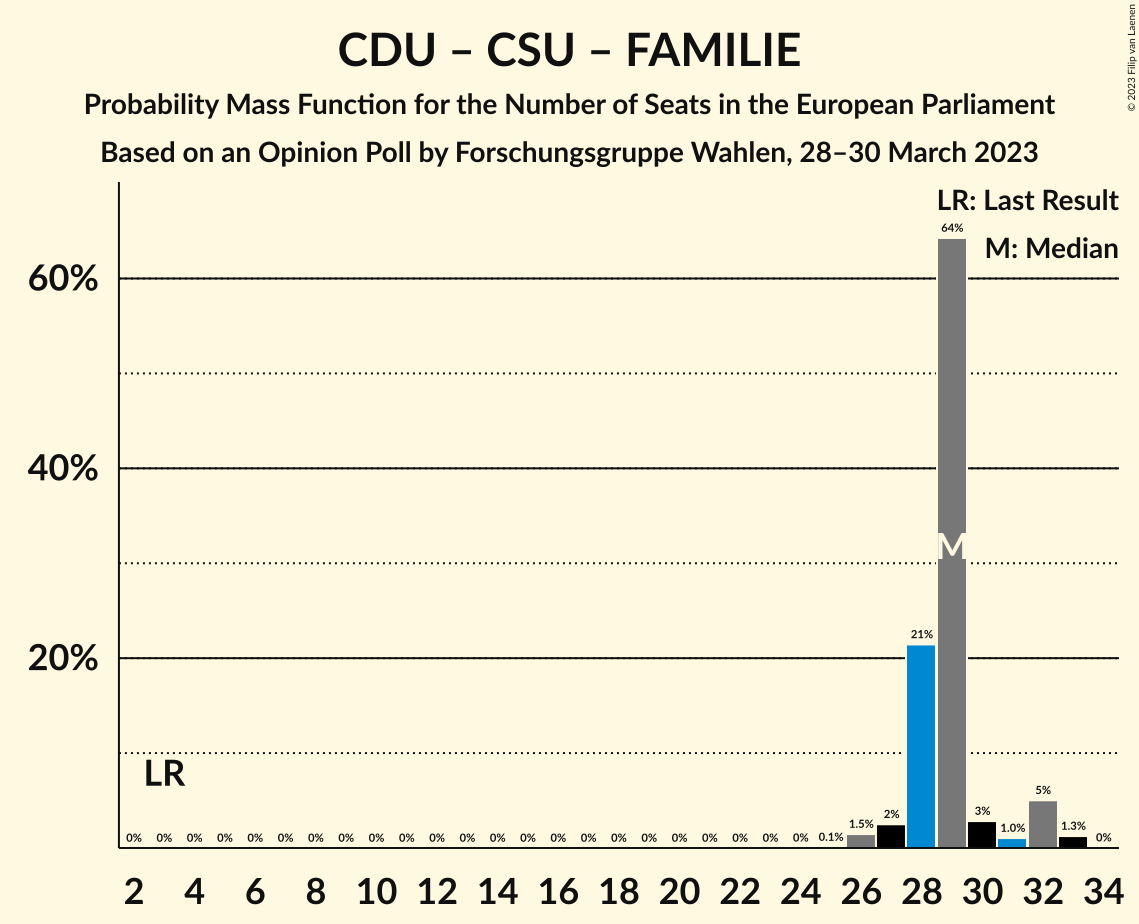 CDU – CSU – FAMILIE
Probability Mass Function for the Number of Seats in the European Parliament
Based on an Opinion Poll by Forschungsgruppe Wahlen, 28–30 March 2023
© 2023 Filip van Laenen
LR: Last Result
M: Median
64%
60%
40%
M
21%
20%
LR
5%
3%
2%
1.5%
1.3%
1.0%
0% 0% 0% 0% 0% 0% 0% 0% 0% 0% 0% 0% 0% 0% 0% 0% 0% 0% 0% 0% 0% 0% 0% 0.1% 0%
2 4 6 8 10 12 14 16 18 20 22 24 26 28 30 32 34